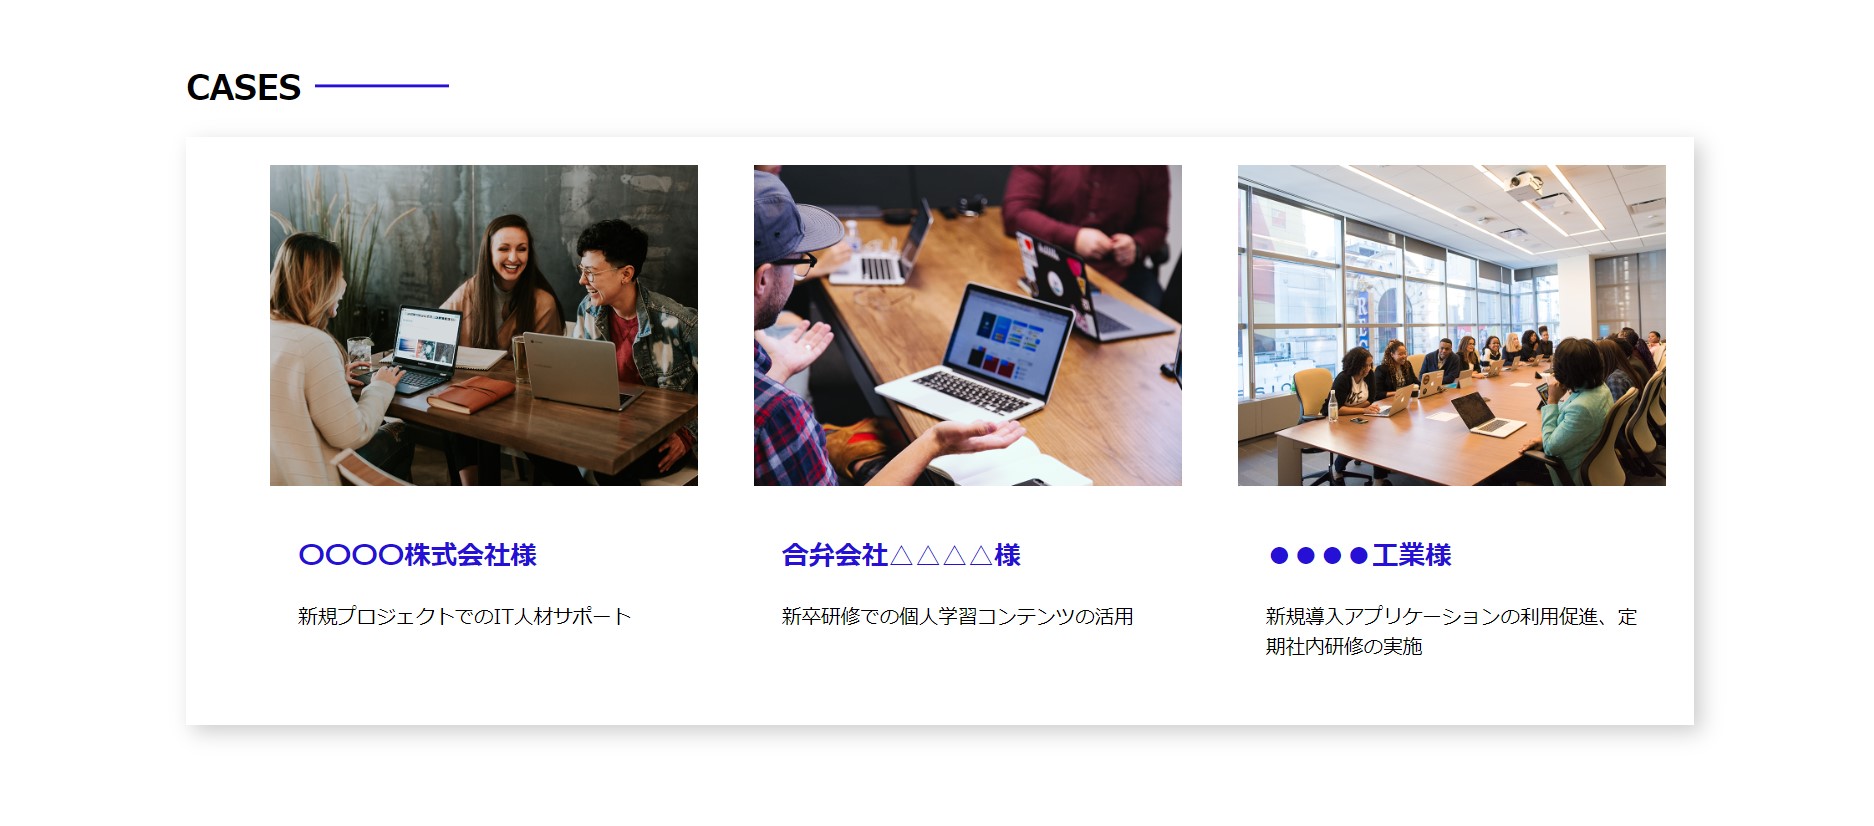 CASES
〇〇〇〇株式会社様
合弁会社△△△△様
●●●●工業様
新規プロジェクトでのIT人材サポート
新卒研修での個人学習コンテンツの活用
新規導入アプリケーションの利用促進、定
期社内研修の実施